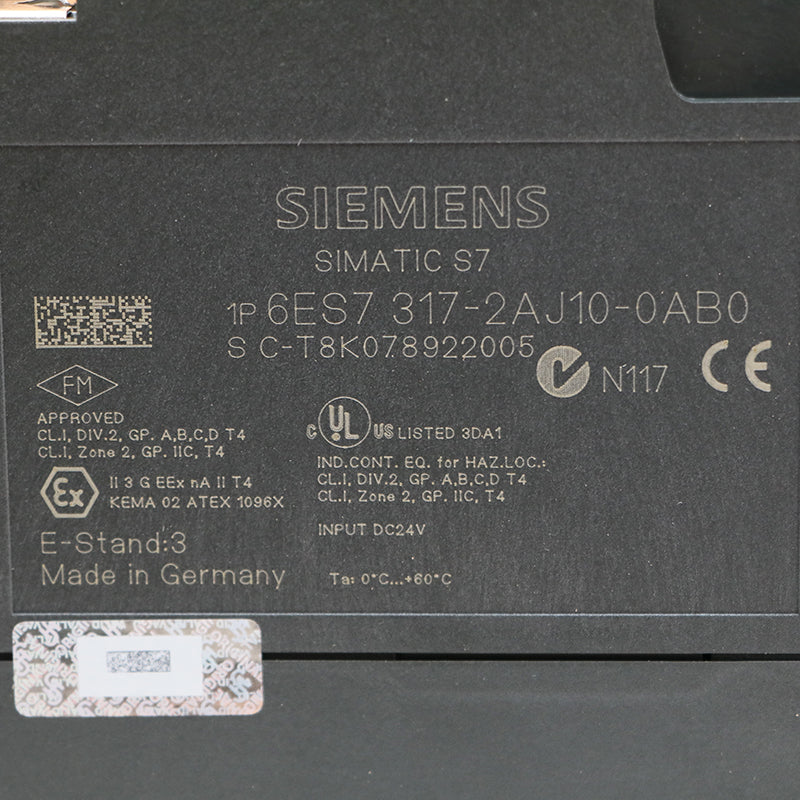 SIEMENS
SIMATIC S7
1P 6ES7 317-2AJ10-0AB0
S C-T8K078922005
N117 CE
FM
APPROVED
CL.I, DIV.2, GP. A,B,C,D T4
CL.I, Zone 2, GP. IIC, T4
Ex
II 3 G EEx nA II T4
KEMA 02 ATEX 1096X
E-Stand:3
Made in Germany
C UL US LISTED 3DA1
IND.CONT. EQ. for HAZ.LOC.:
CL.I, DIV.2, GP. A,B,C,D T4
CL.I, Zone 2, GP. IIC, T4
INPUT DC24V
Ta: 0°C...+60°C